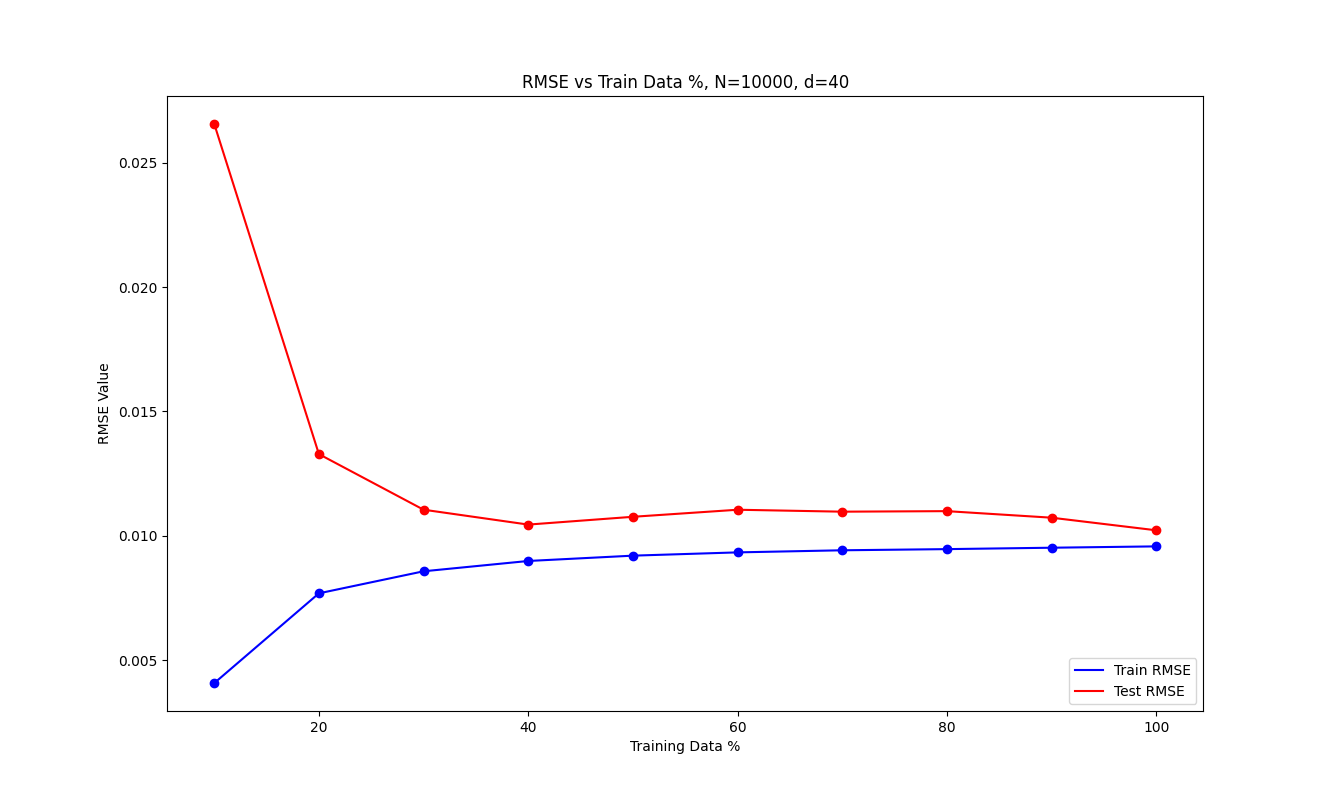 RMSE vs Train Data %, N=10000, d=40
RMSE Value
0.025
0.020
0.015
0.010
0.005
20 40 60 80 100
Training Data %
Train RMSE
Test RMSE